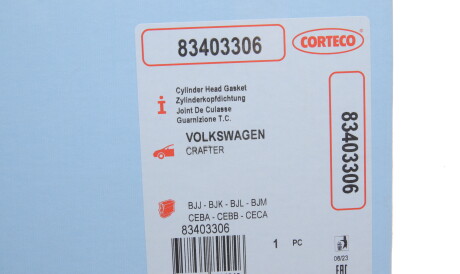 83403306
CORTECO
Cylinder Head Gasket
Zylinderkopfdichtung
Joint De Culasse
Guarnizione T.C.
VOLKSWAGEN
CRAFTER
83403306
BJJ - BJK - BJL - BJM
CEBA - CEBB - CECA
83403306
1 PC
06/23
EAC